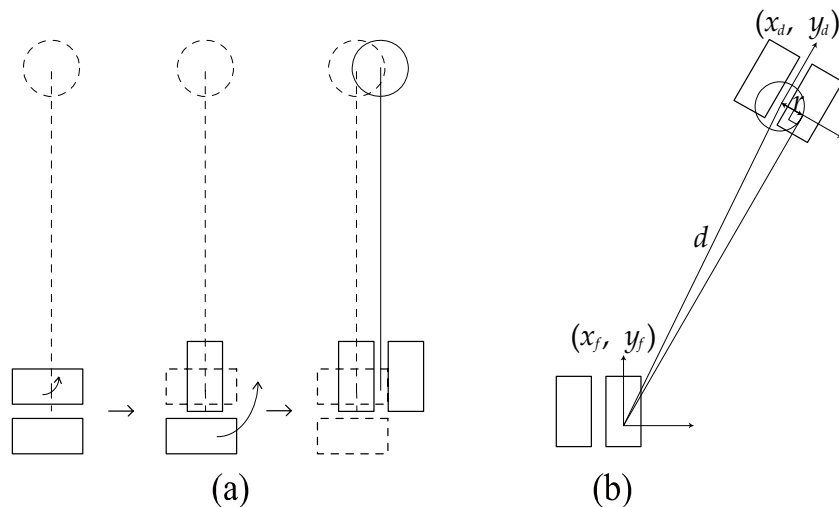 (x_d, y_d)
r
d
(x_f, y_f)
(a)
(b)